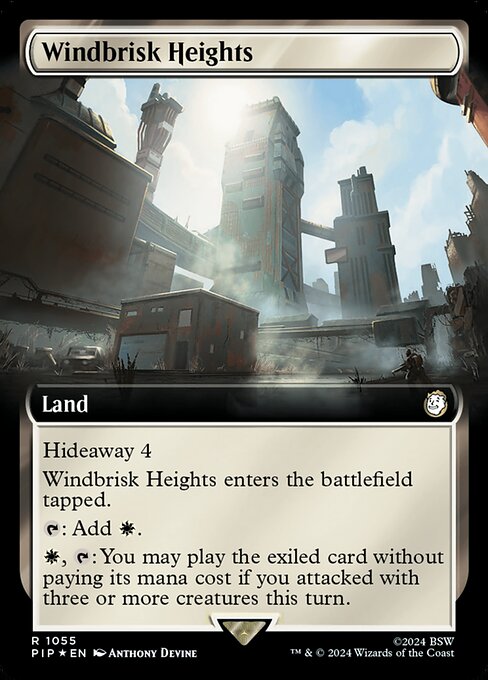 Windbrisk Heights
Land
Hideaway 4
Windbrisk Heights enters the battlefield
tapped.
: Add .
, : You may play the exiled card without
paying its mana cost if you attacked with
three or more creatures this turn.
R 1055
PIP★EN Anthony Devine
©2024 BSW
™ & © 2024 Wizards of the Coast